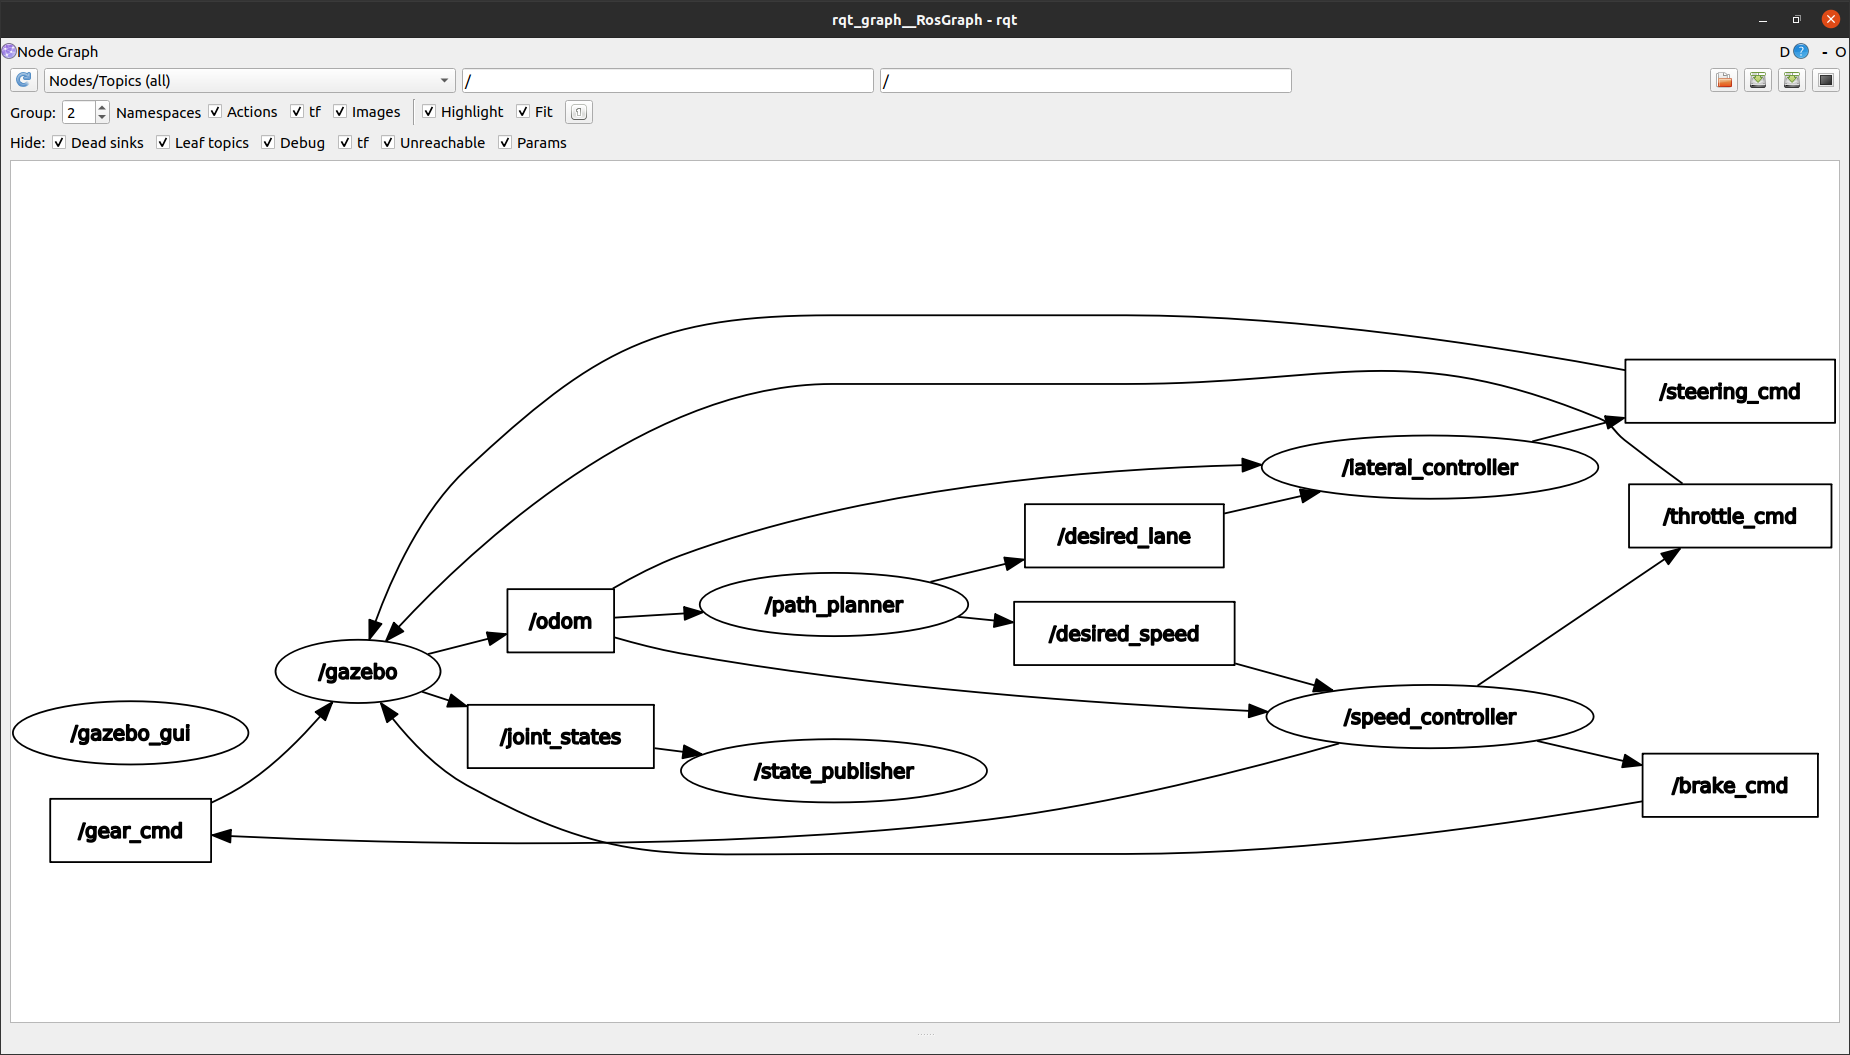 rqt_graph__RosGraph - rqt
Node Graph
D ? - O
Nodes/Topics (all) / /
Group: 2 Namespaces Actions tf Images Highlight Fit
Hide: Dead sinks Leaf topics Debug tf Unreachable Params
/steering_cmd
/lateral_controller
/throttle_cmd
/desired_lane
/path_planner
/odom
/desired_speed
/gazebo
/speed_controller
/gazebo_gui
/joint_states
/state_publisher
/brake_cmd
/gear_cmd